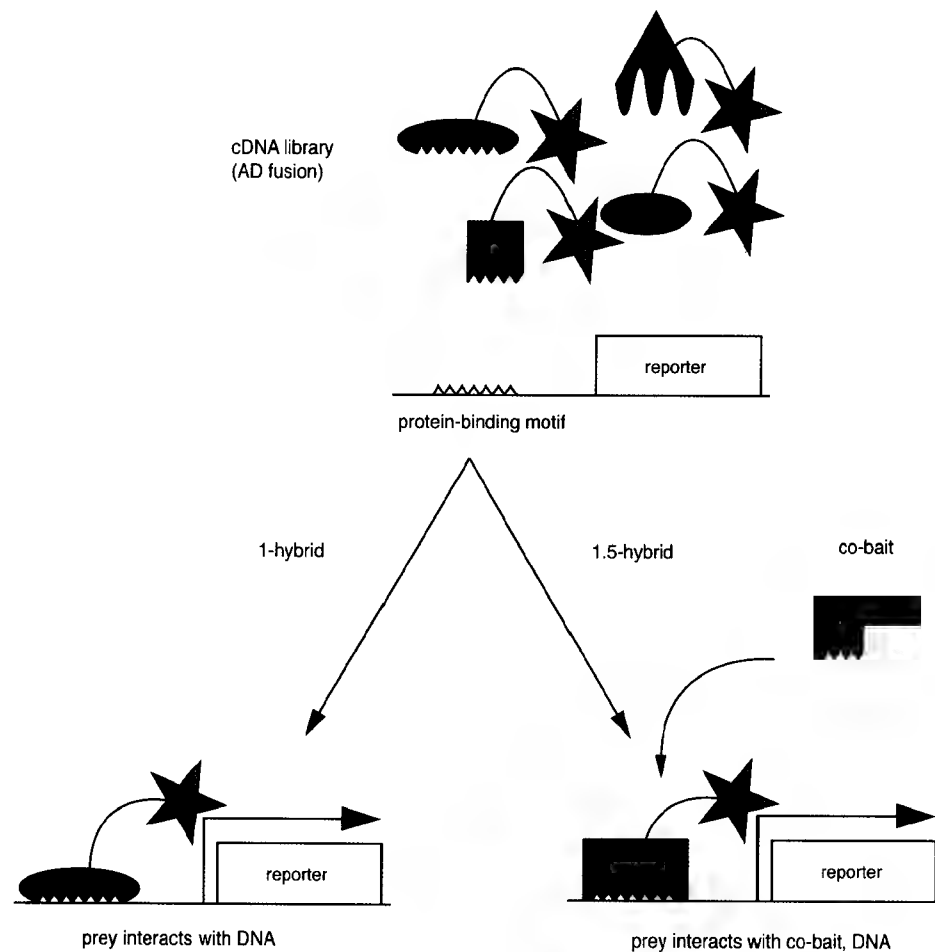 cDNA library
(AD fusion)
reporter
protein-binding motif
1-hybrid
1.5-hybrid
co-bait
reporter
reporter
prey interacts with DNA
prey interacts with co-bait, DNA